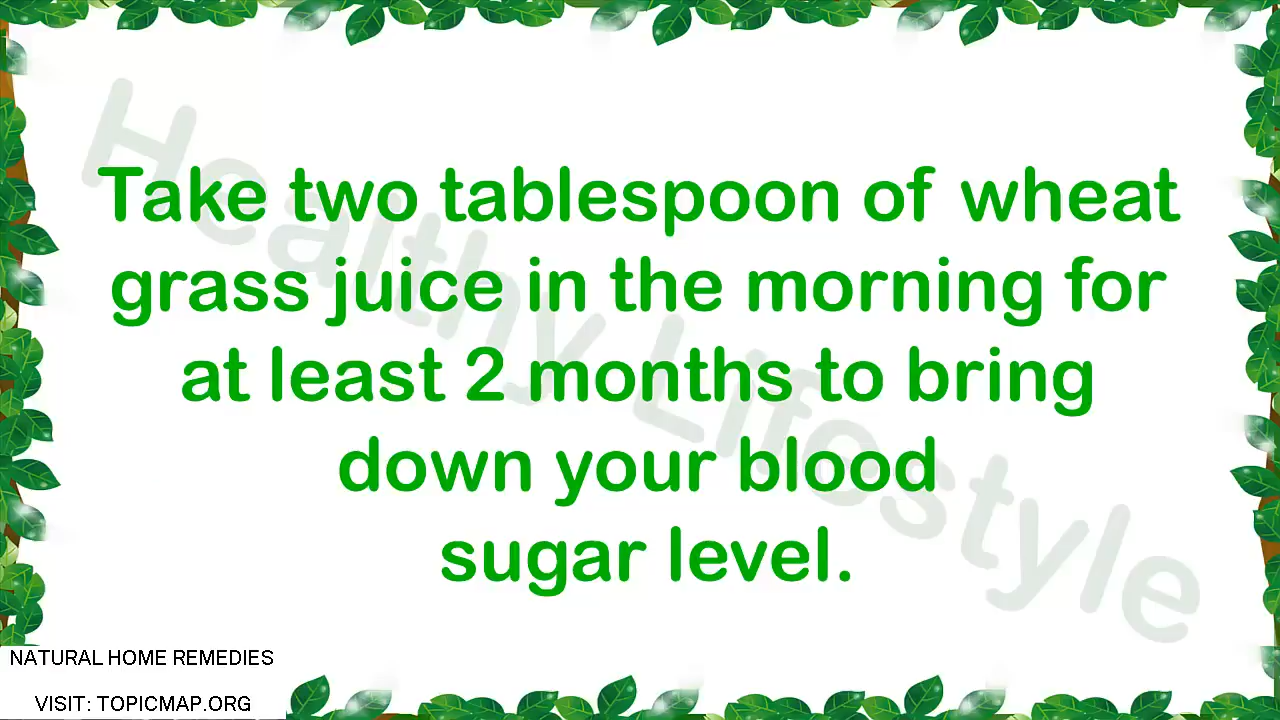 Take two tablespoon of wheat
grass juice in the morning for
at least 2 months to bring
down your blood
sugar level.
Healthy Lifestyle
NATURAL HOME REMEDIES
VISIT: TOPICMAP.ORG